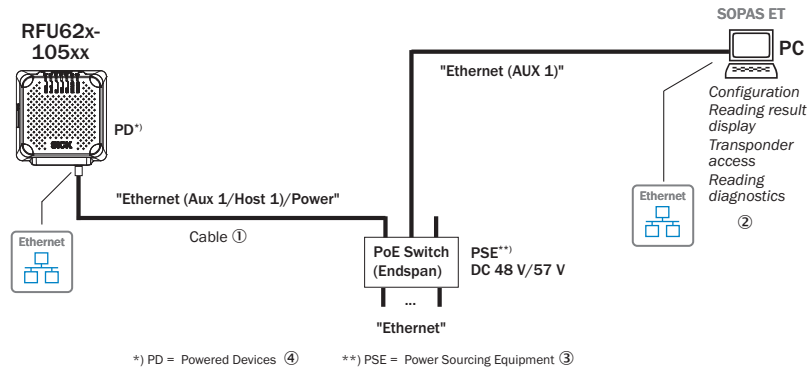 SOPAS ET
RFU62x-
105xx
PC
"Ethernet (AUX 1)"
Configuration
Reading result
display
Transponder
access
Reading
diagnostics
②
SICK
PD*)
Ethernet
"Ethernet (Aux 1/Host 1)/Power"
Cable ①
Ethernet
PoE Switch
(Endspan)
PSE**)
DC 48 V/57 V
...
"Ethernet"
*) PD = Powered Devices ④
**) PSE = Power Sourcing Equipment ③